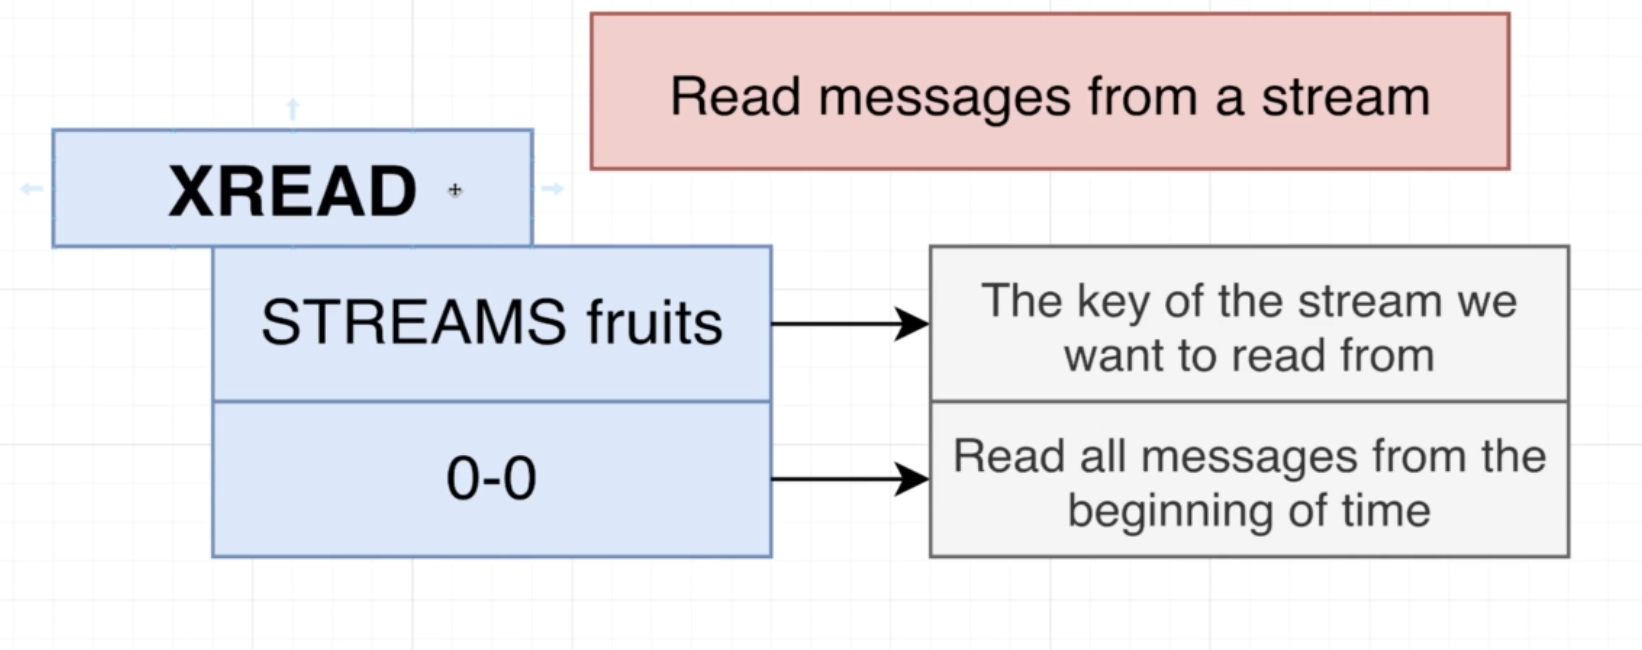 Read messages from a stream
XREAD
STREAMS fruits
The key of the stream we
want to read from
0-0
Read all messages from the
beginning of time